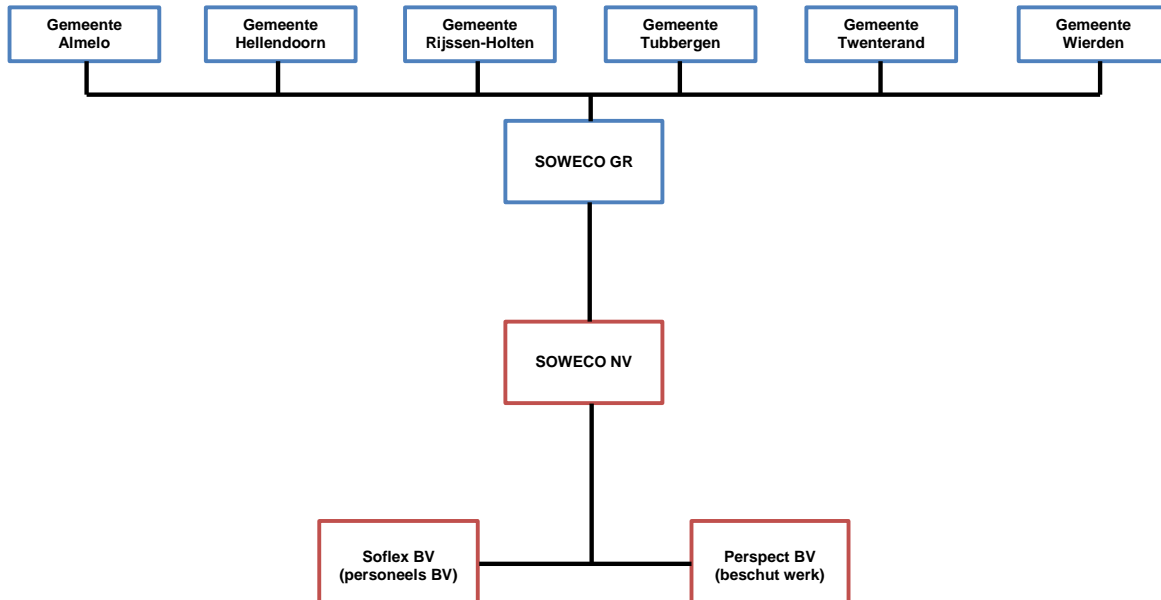 Gemeente
Almelo
Gemeente
Hellendoorn
Gemeente
Rijssen-Holten
Gemeente
Tubbergen
Gemeente
Twenterand
Gemeente
Wierden
SOWECO GR
SOWECO NV
Soflex BV
(personeels BV)
Perspect BV
(beschut werk)